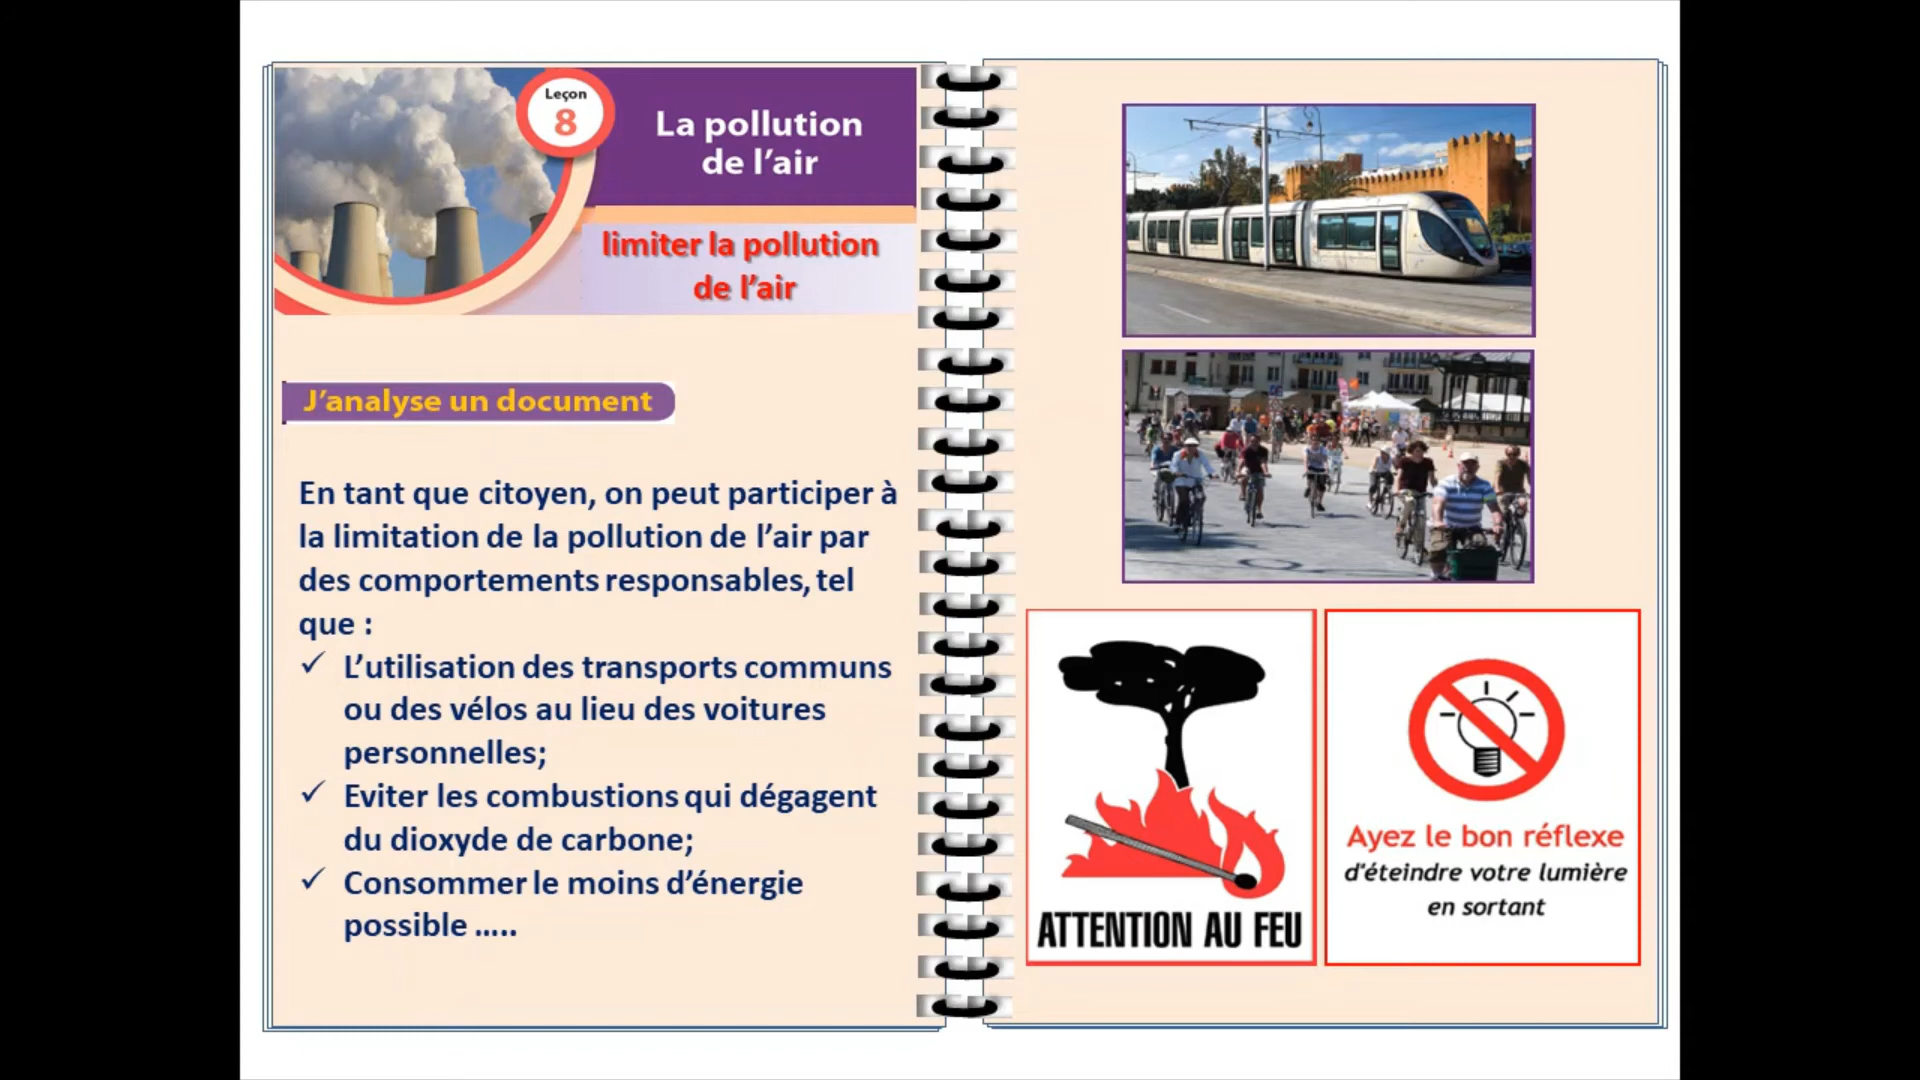 Leçon
8
La pollution
de l’air
limiter la pollution
de l’air
J’analyse un document
En tant que citoyen, on peut participer à
la limitation de la pollution de l’air par
des comportements responsables, tel
que :
✓ L’utilisation des transports communs
ou des vélos au lieu des voitures
personnelles;
✓ Eviter les combustions qui dégagent
du dioxyde de carbone;
✓ Consommer le moins d’énergie
possible …..
ATTENTION AU FEU
Ayez le bon réflexe
d'éteindre votre lumière
en sortant